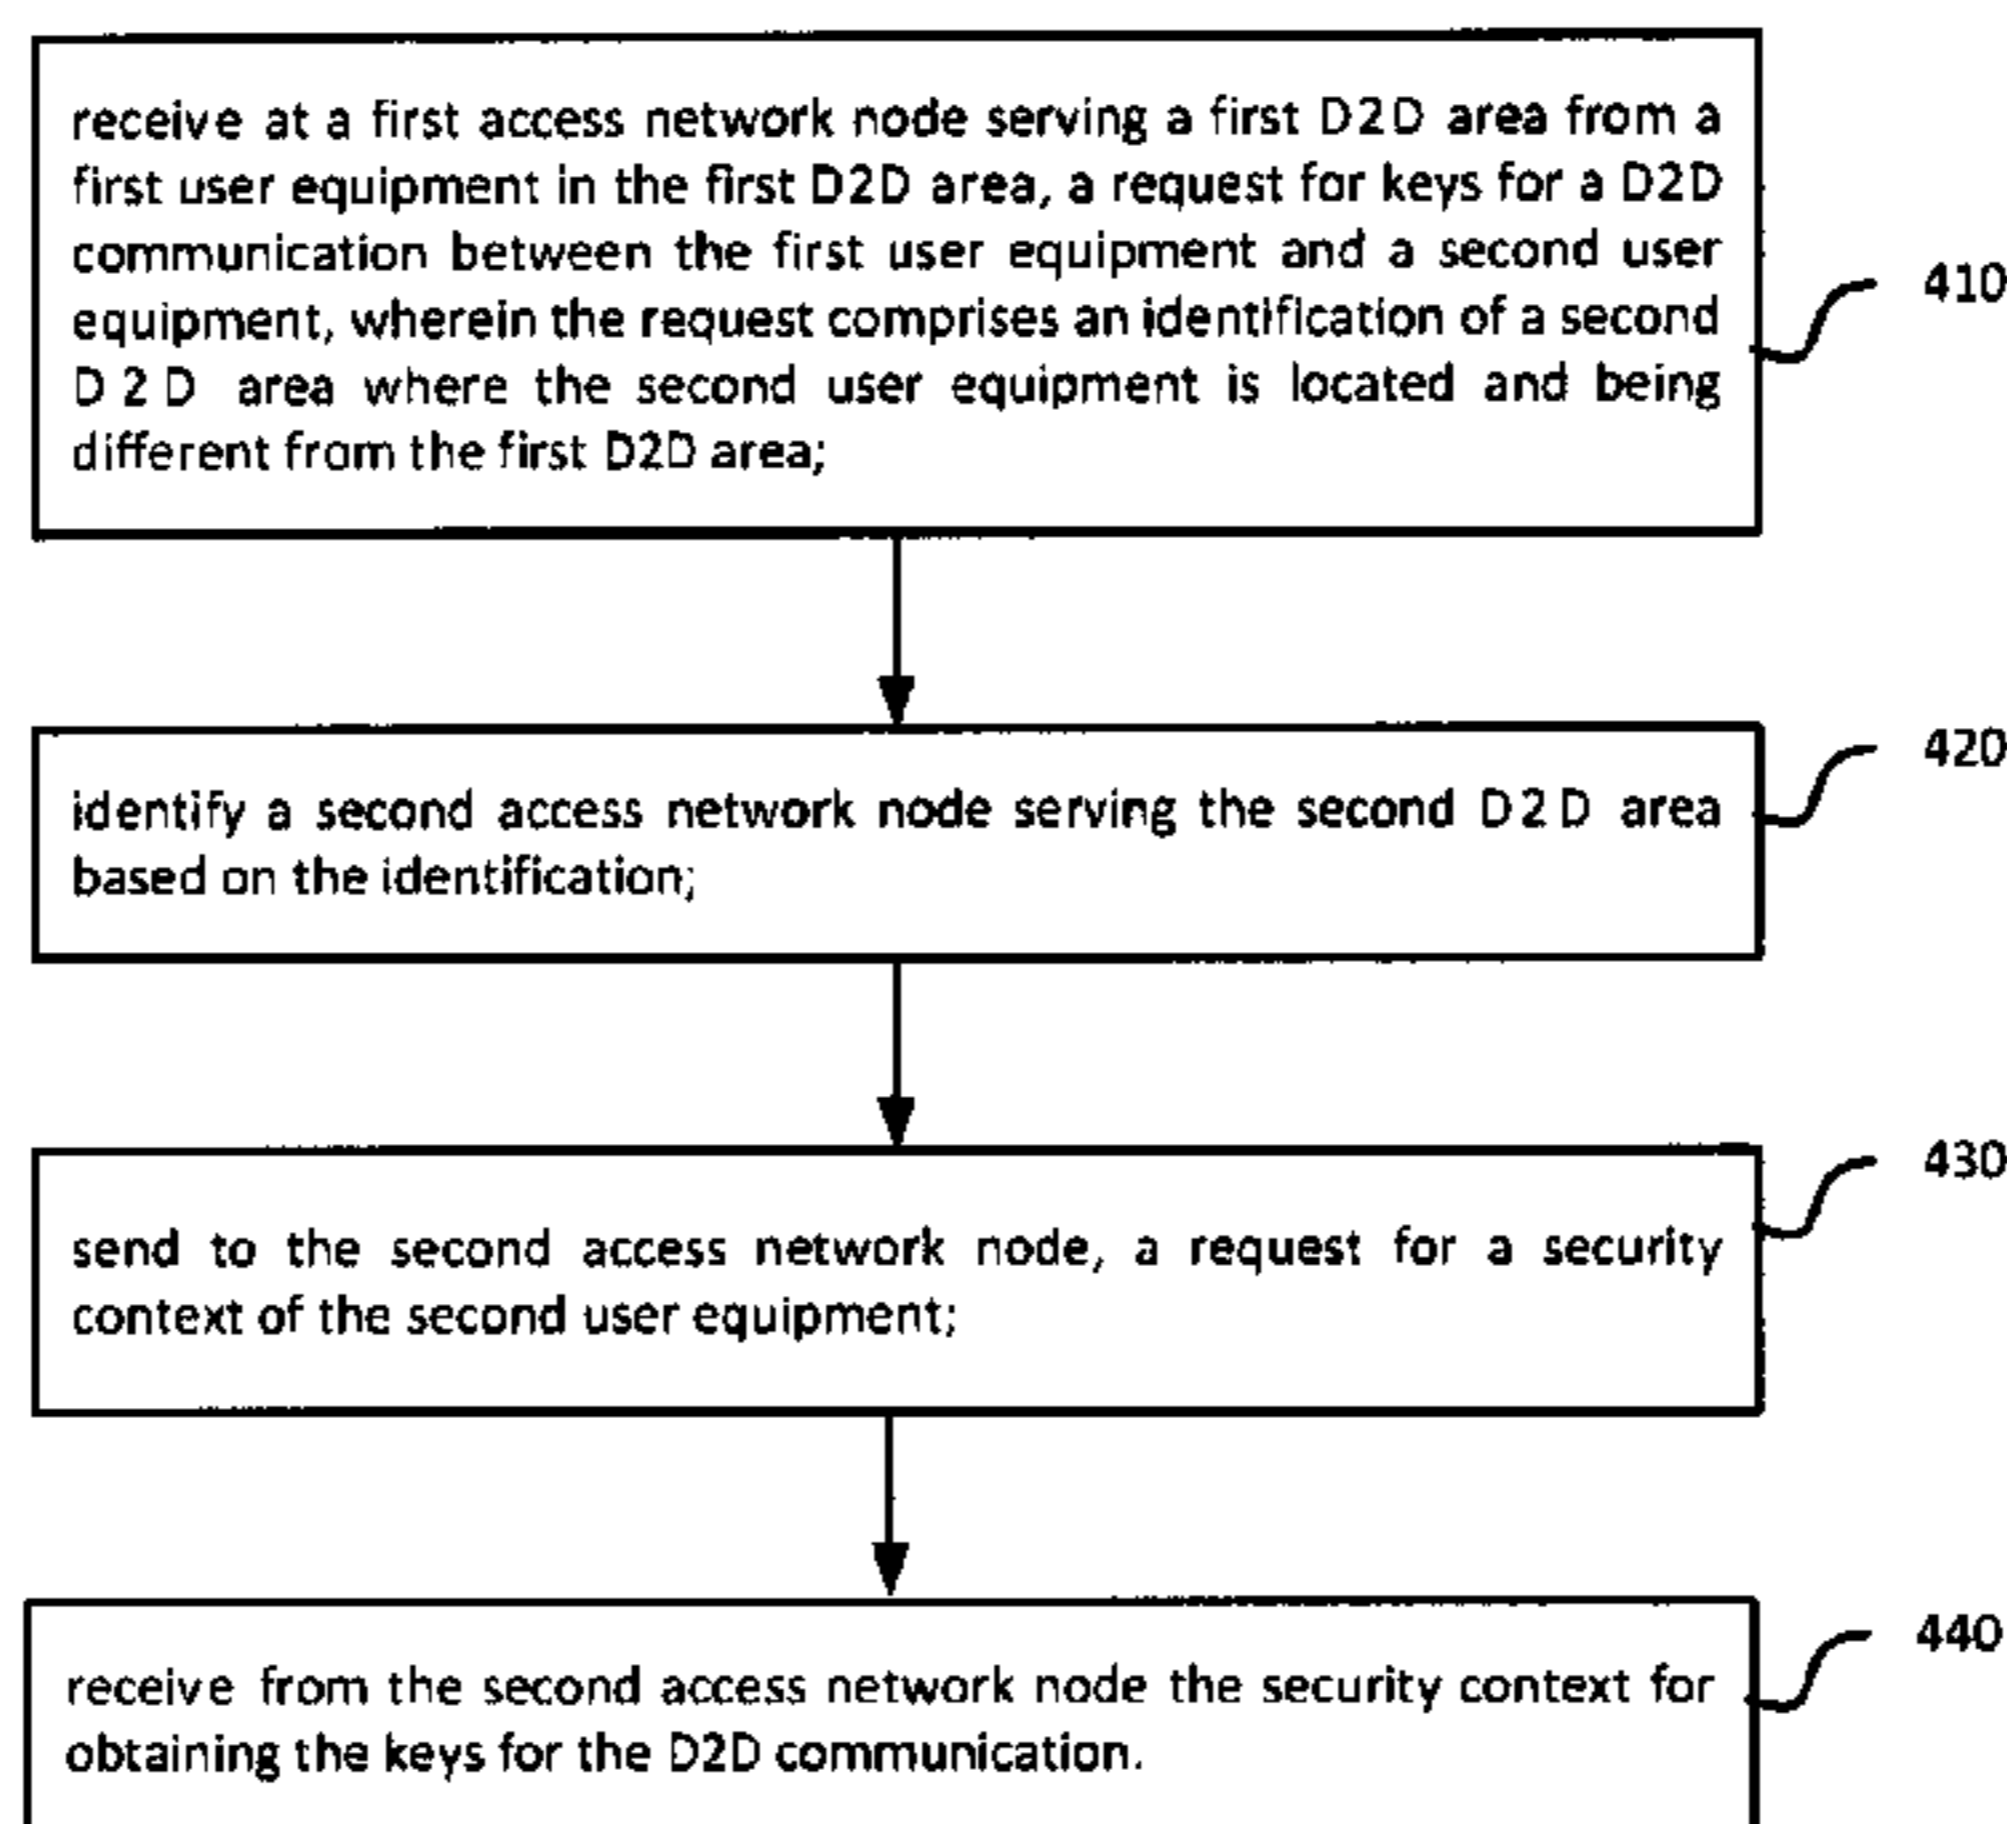 receive at a first access network node serving a first D2D area from a
first user equipment in the first D2D area, a request for keys for a D2D
communication between the first user equipment and a second user
equipment, wherein the request comprises an identification of a second
D2D area where the second user equipment is located and being
different from the first D2D area;
410
identify a second access network node serving the second D2D area
based on the identification;
420
send to the second access network node, a request for a security
context of the second user equipment;
430
receive from the second access network node the security context for
obtaining the keys for the D2D communication.
440